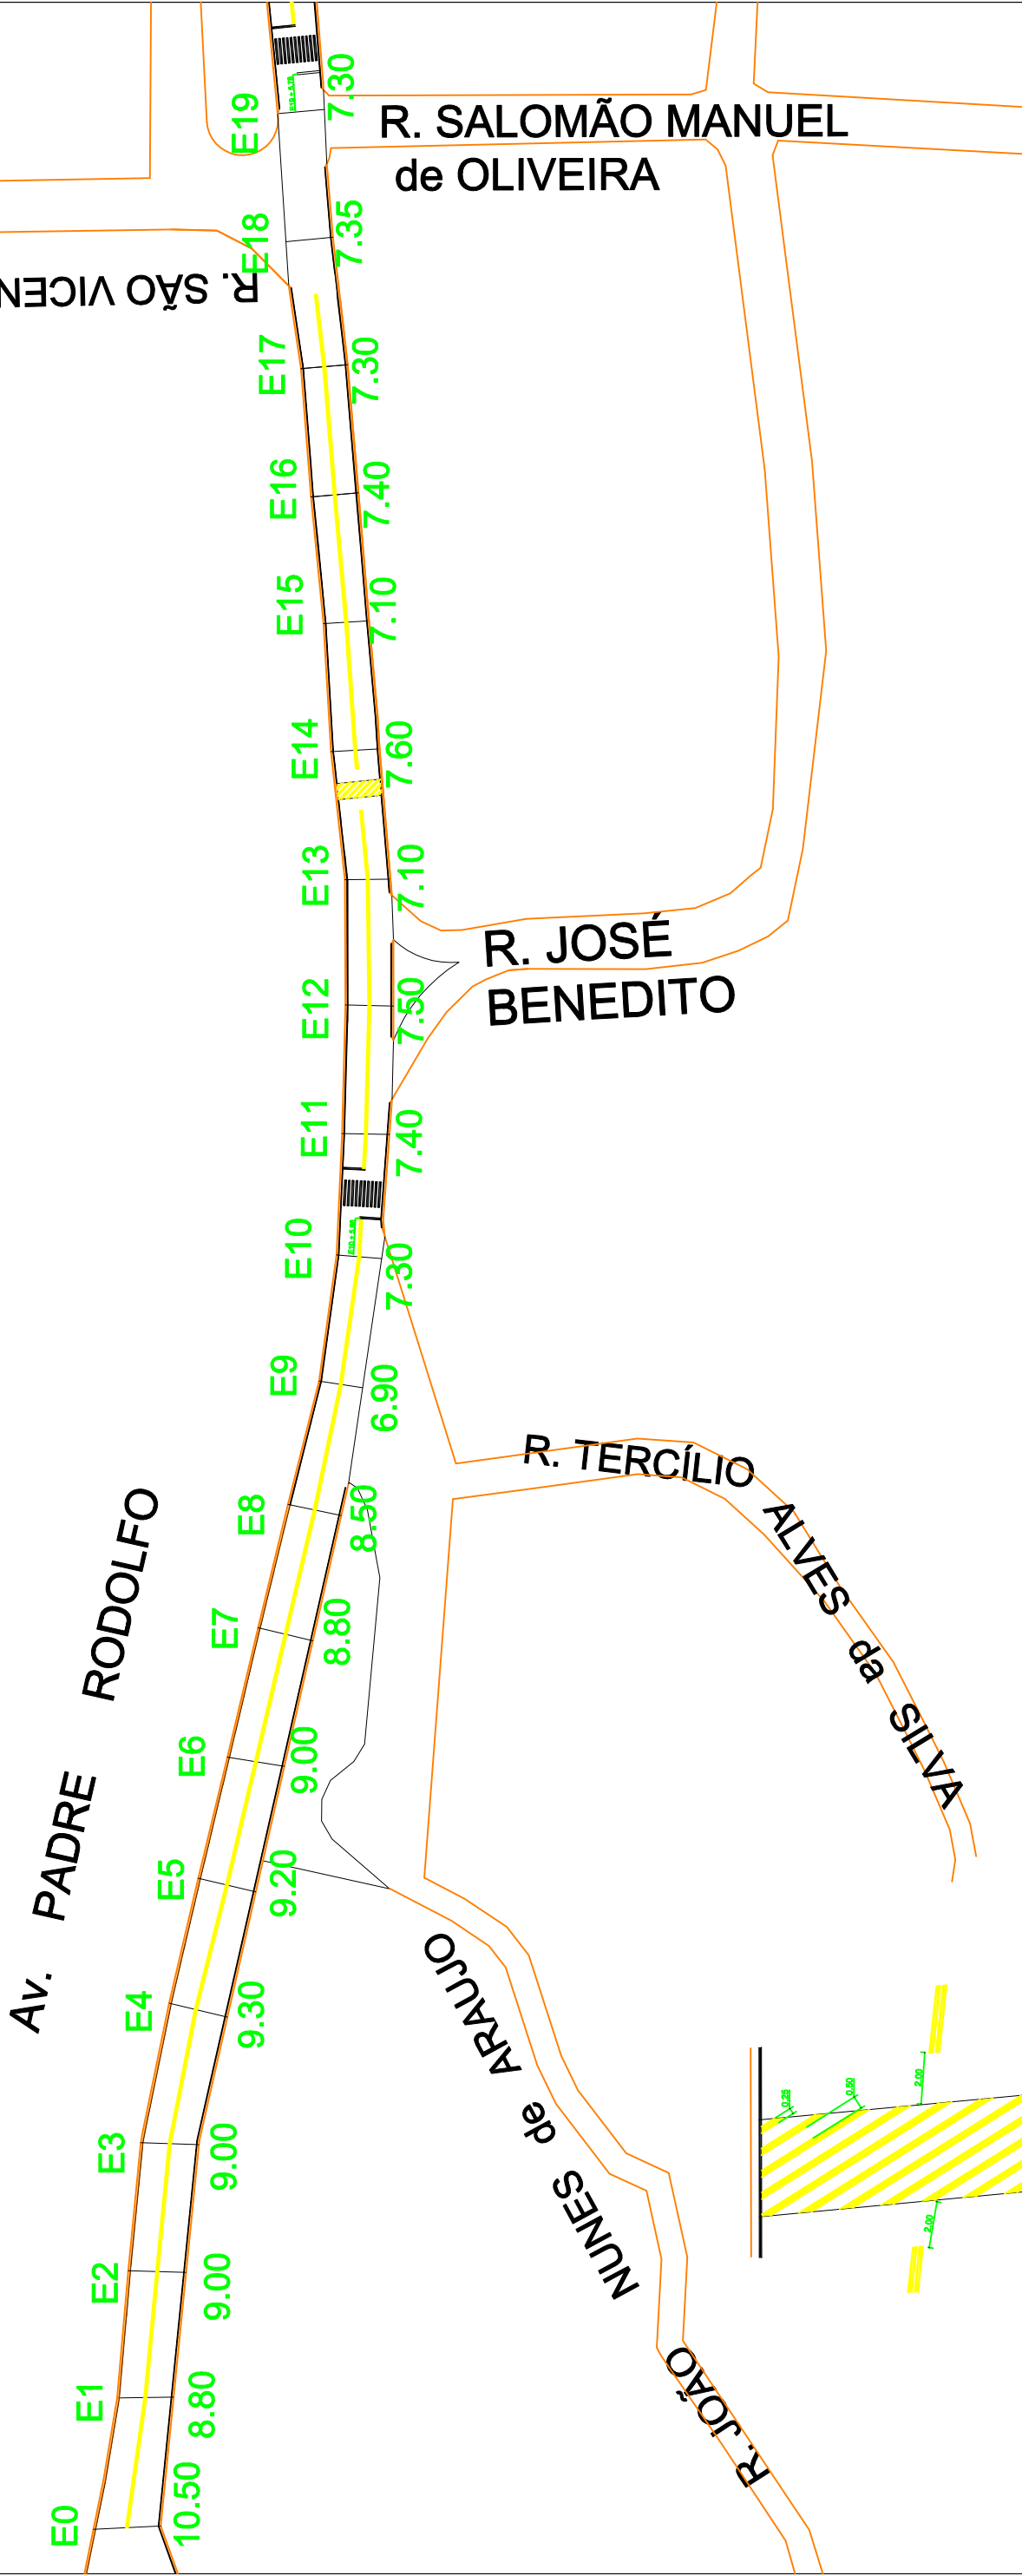 E19
7.30
R. SALOMÃO MANUEL
de OLIVEIRA
E18
7.35
R. SÃO VICEN
E17
7.30
E16
7.40
E15
7.10
E14
7.60
E13
7.10
R. JOSÉ
BENEDITO
E12
7.50
E11
7.40
E10
7.30
E9
6.90
R. TERCÍLIO ALVES da SILVA
E8
8.50
Av. PADRE RODOLFO
E7
8.80
E6
9.00
E5
9.20
E4
9.30
R. JOÃO NUNES de ARAUJO
E3
9.00
E2
9.00
E1
8.80
E0
10.50
0.25
0.50
2.00
2.00